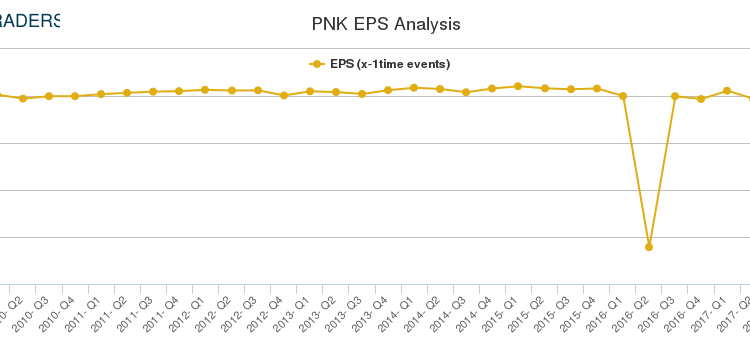 RADERS
PNK EPS Analysis
EPS (x-1time events)
2010- Q3
2010- Q4
2011- Q1
2011- Q2
2011- Q3
2011- Q4
2012- Q1
2012- Q2
2012- Q3
2012- Q4
2013- Q1
2013- Q2
2013- Q3
2013- Q4
2014- Q1
2014- Q2
2014- Q3
2014- Q4
2015- Q1
2015- Q2
2015- Q3
2015- Q4
2016- Q1
2016- Q2
2016- Q3
2016- Q4
2017- Q1